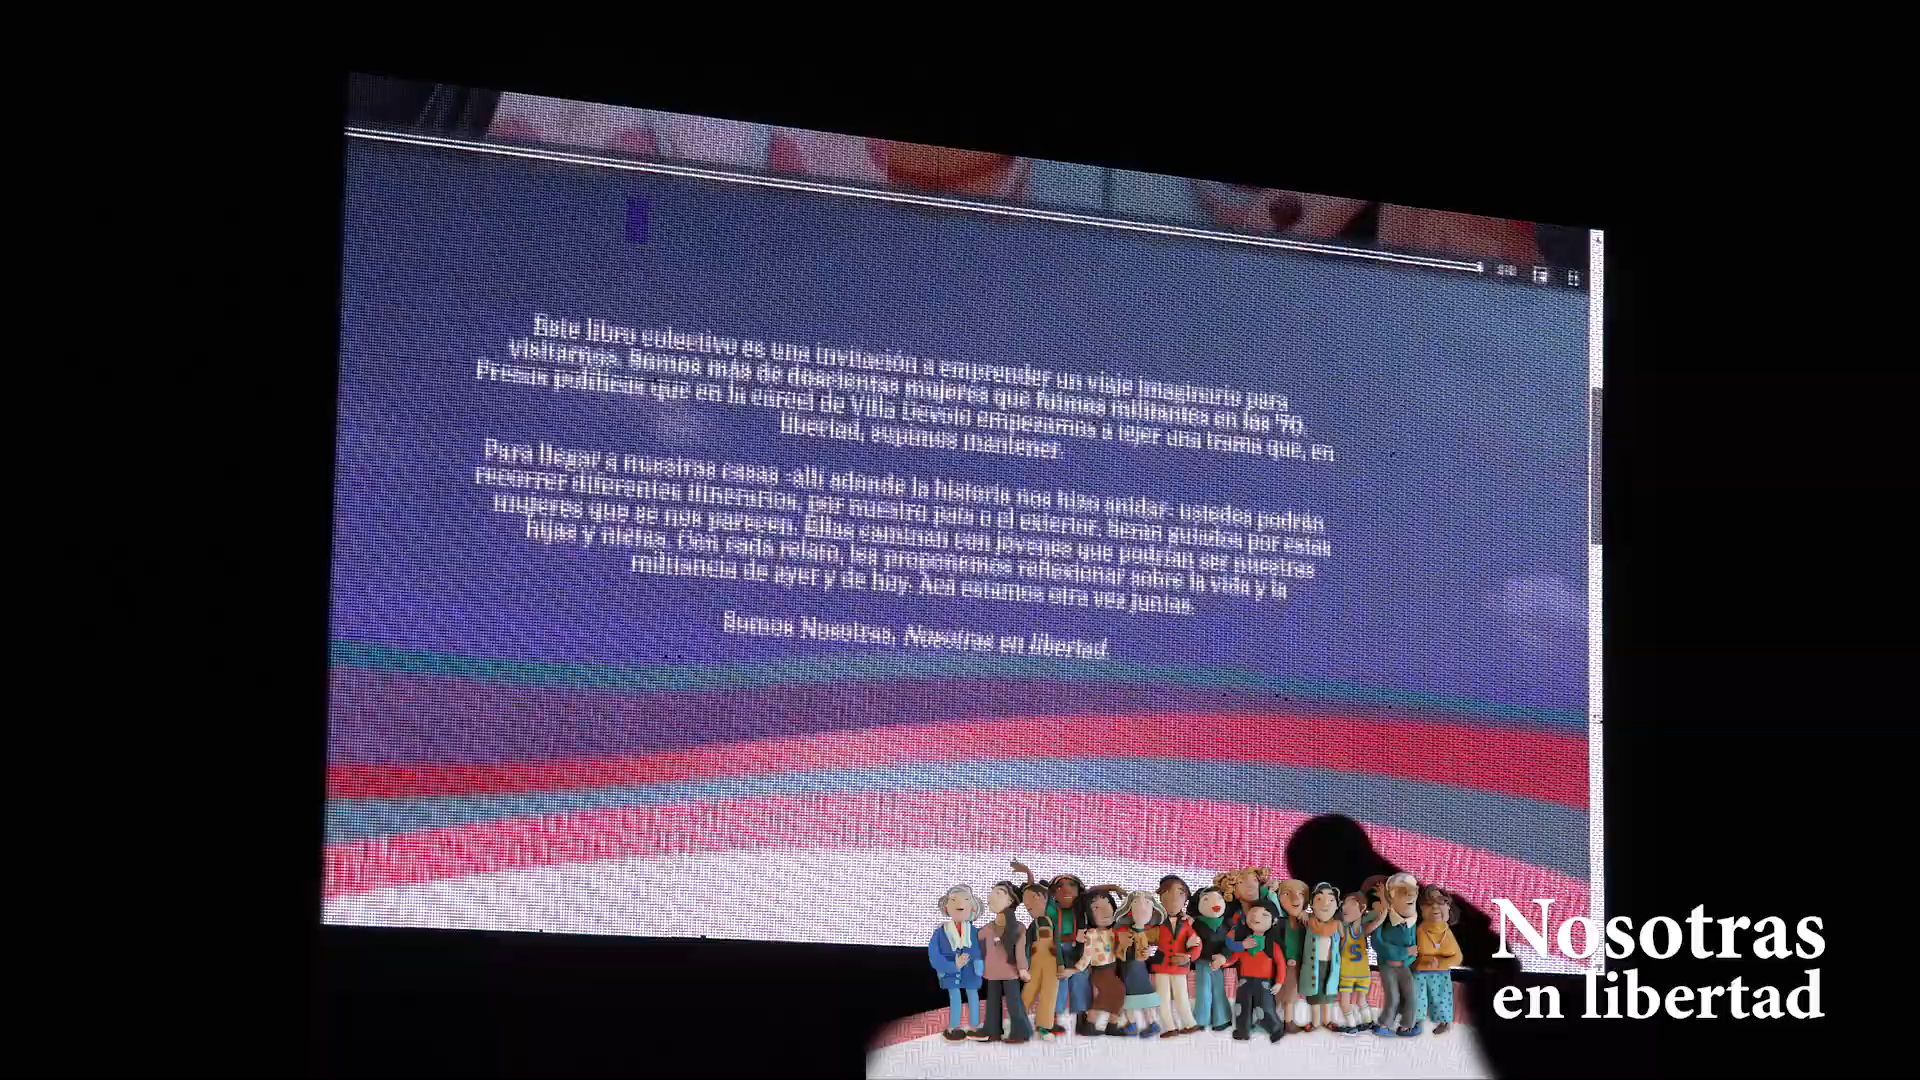 Este libro colectivo es una invitación a emprender un viaje imaginario para
visitarnos. Somos más de doscientas mujeres que fuimos militantes en los '70.
Presas políticas que en la cárcel de Villa Devoto empezamos a tejer una trama que, en
libertad, supimos mantener.
Para llegar a nuestras casas -allí adonde la historia nos hizo anidar- ustedes podrán
recorrer diferentes itinerarios, por nuestro país o el exterior. Serán guiados por estas
mujeres que se nos parecen. Ellas caminan con jóvenes que podrían ser nuestras
hijas y nietas. Con cada relato, les proponemos reflexionar sobre la vida y la
militancia de ayer y de hoy. Acá estamos otra vez juntas.
Somos Nosotras, Nosotras en libertad.
Nosotras
en libertad